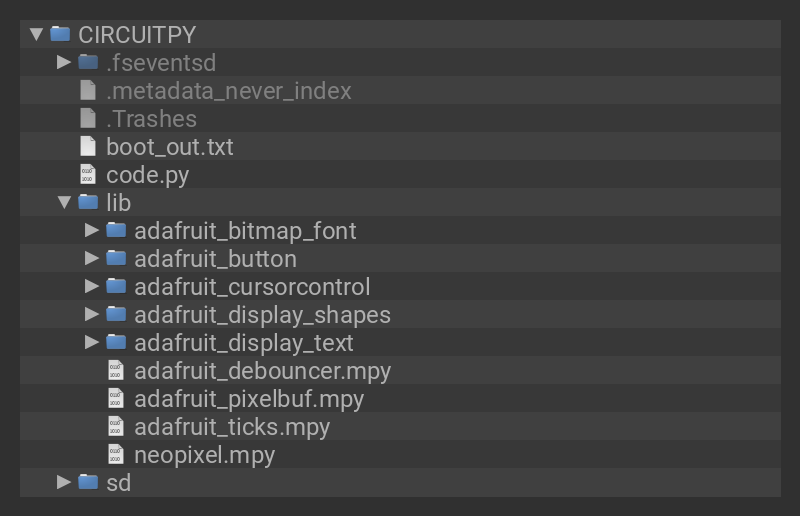 CIRCUITPY
.fseventsd
.metadata_never_index
.Trashes
boot_out.txt
code.py
lib
adafruit_bitmap_font
adafruit_button
adafruit_cursorcontrol
adafruit_display_shapes
adafruit_display_text
adafruit_debouncer.mpy
adafruit_pixelbuf.mpy
adafruit_ticks.mpy
neopixel.mpy
sd